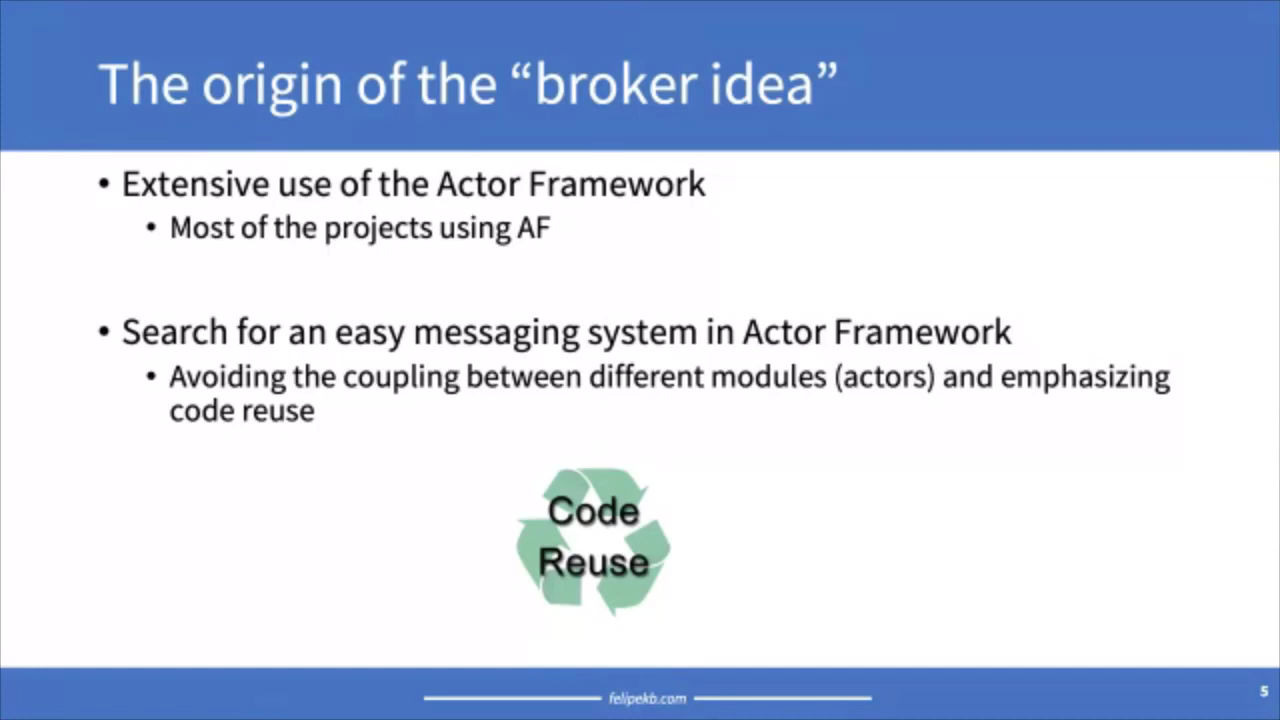 The origin of the “broker idea”
• Extensive use of the Actor Framework
• Most of the projects using AF
• Search for an easy messaging system in Actor Framework
• Avoiding the coupling between different modules (actors) and emphasizing
code reuse
Code
Reuse
felipekb.com
5